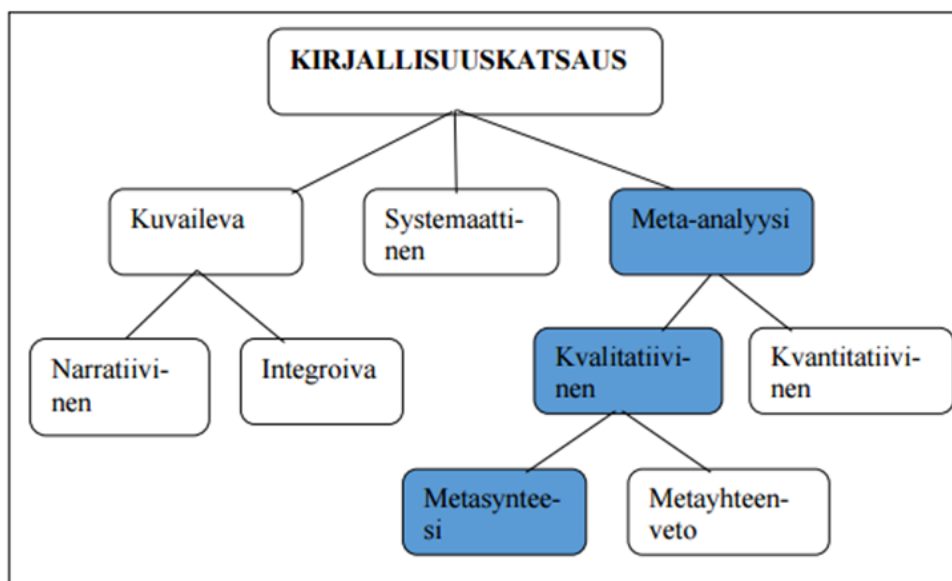 KIRJALLISUUSKATSAUS
Kuvaileva
Systemaatti-
nen
Meta-analyysi
Narratiivi-
nen
Integroiva
Kvalitatiivi-
nen
Kvantitatiivi-
nen
Metasyntee-
si
Metayhteen-
veto